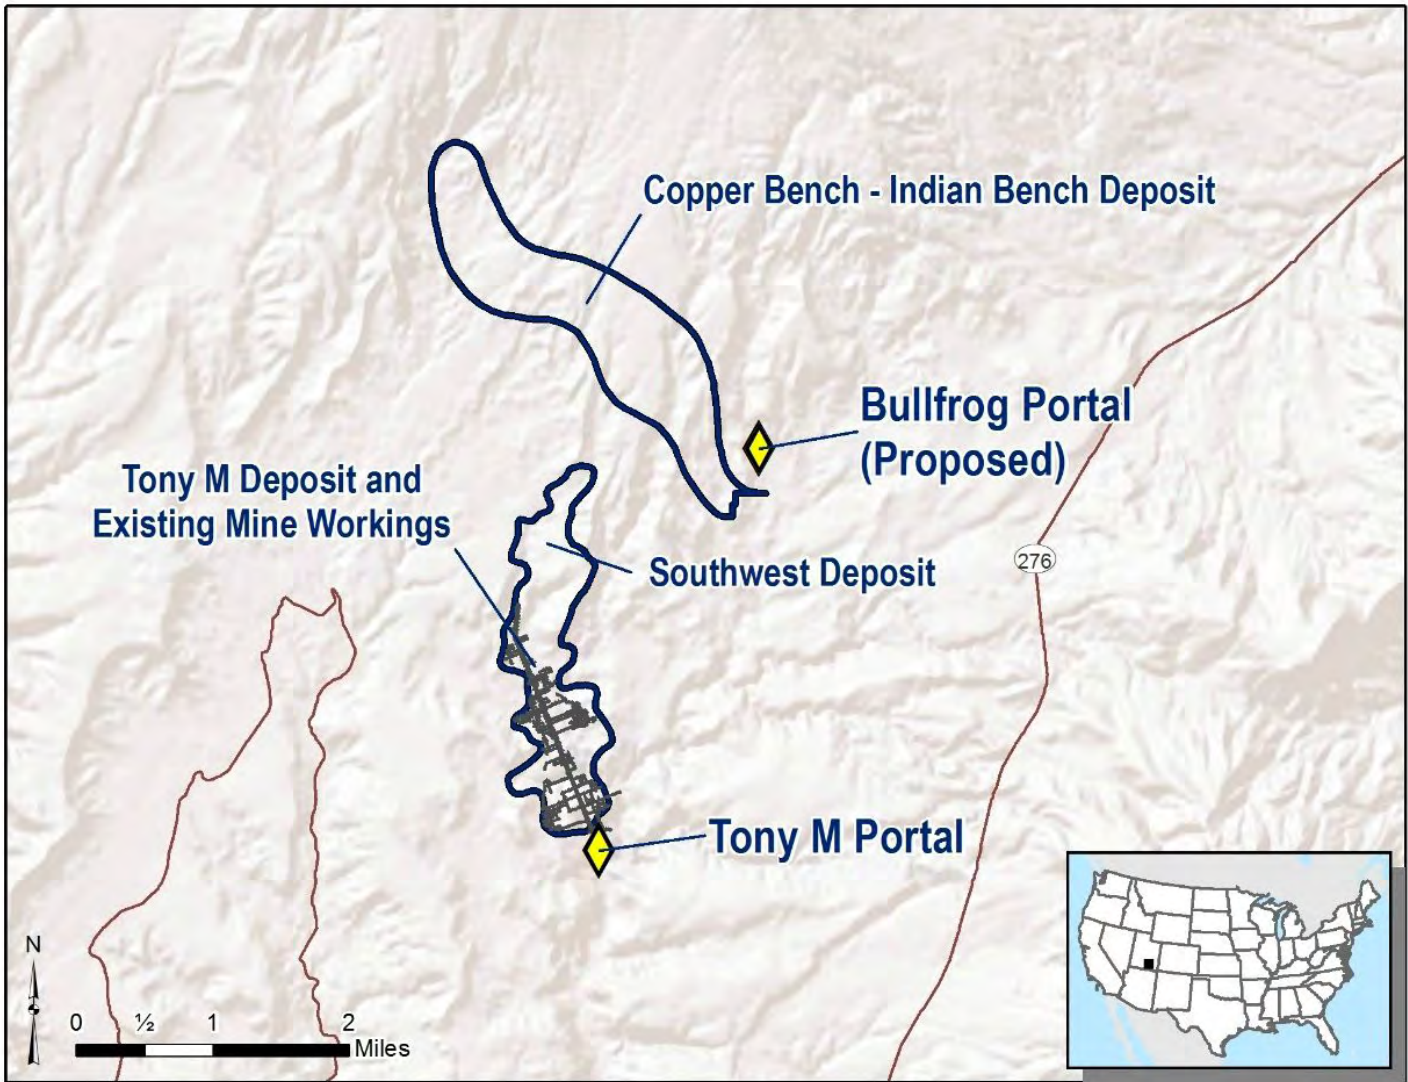 Copper Bench - Indian Bench Deposit
Bullfrog Portal
(Proposed)
Tony M Deposit and
Existing Mine Workings
Southwest Deposit
276
Tony M Portal
N
0 ½ 1 2
Miles